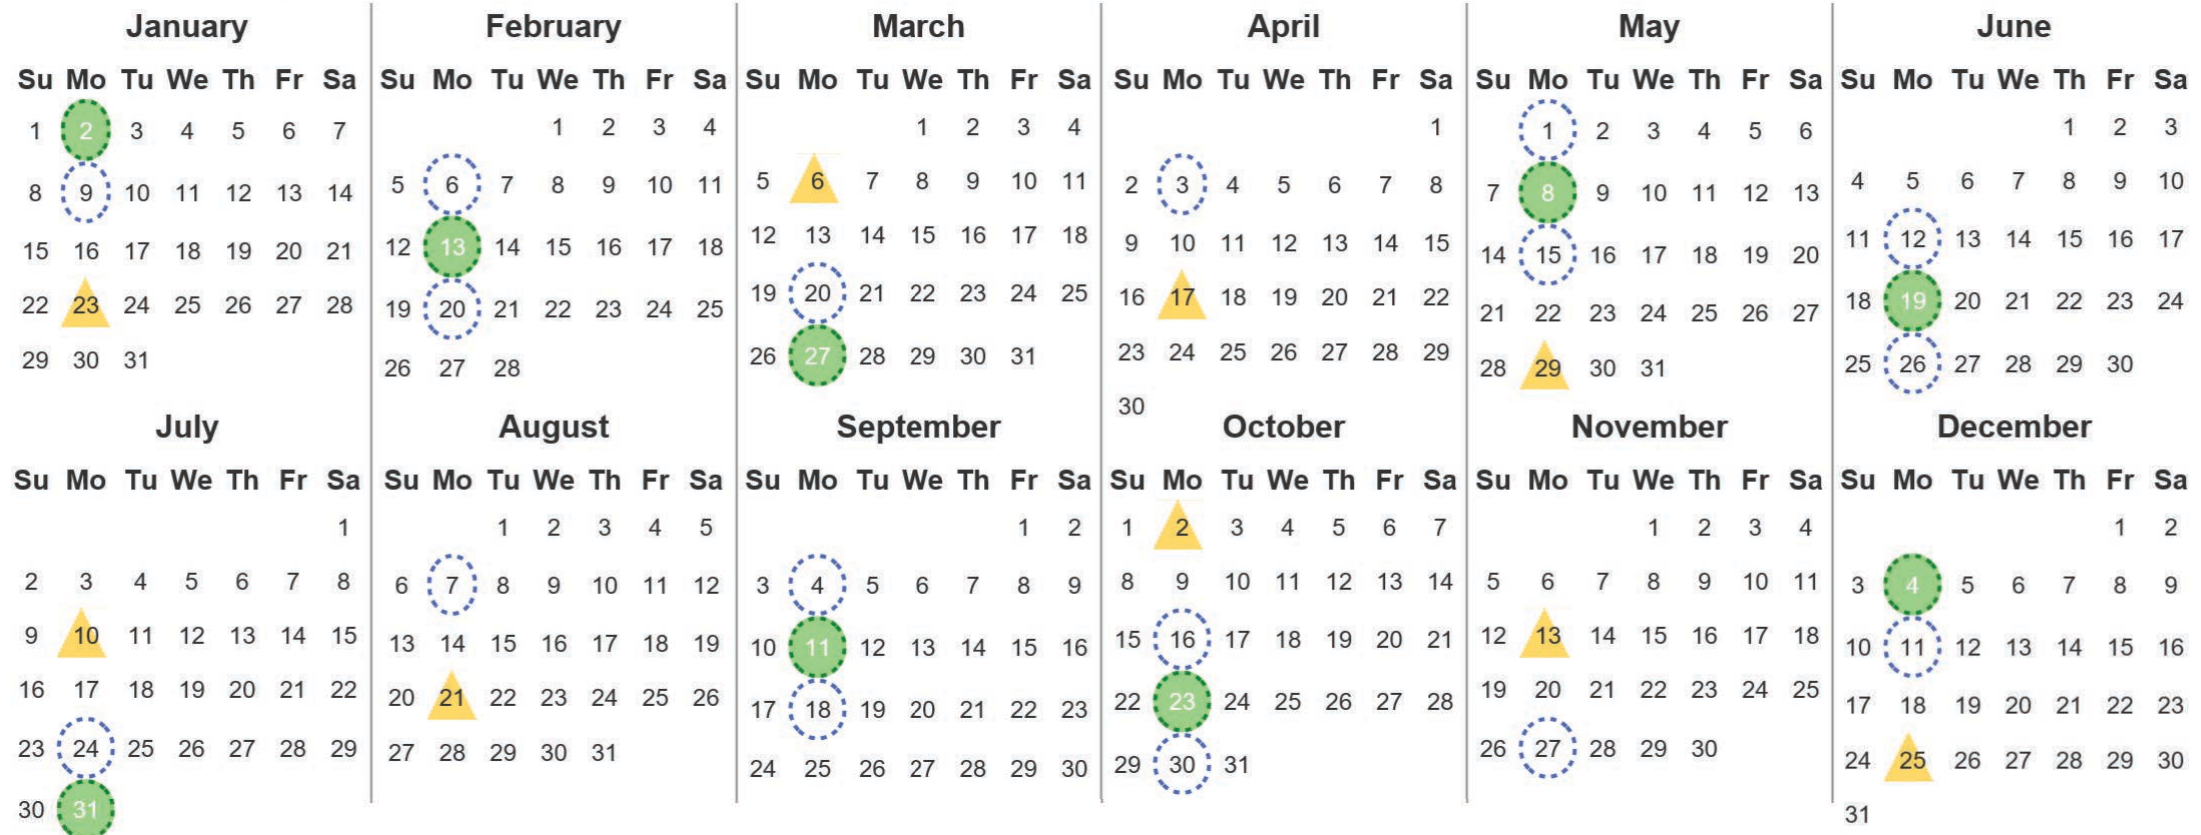 January
Su Mo Tu We Th Fr Sa
1 2 3 4 5 6 7
8 9 10 11 12 13 14
15 16 17 18 19 20 21
22 23 24 25 26 27 28
29 30 31
February
Su Mo Tu We Th Fr Sa
1 2 3 4
5 6 7 8 9 10 11
12 13 14 15 16 17 18
19 20 21 22 23 24 25
26 27 28
March
Su Mo Tu We Th Fr Sa
1 2 3 4
5 6 7 8 9 10 11
12 13 14 15 16 17 18
19 20 21 22 23 24 25
26 27 28 29 30 31
April
Su Mo Tu We Th Fr Sa
1
2 3 4 5 6 7 8
9 10 11 12 13 14 15
16 17 18 19 20 21 22
23 24 25 26 27 28 29
30
May
Su Mo Tu We Th Fr Sa
1 2 3 4 5 6
7 8 9 10 11 12 13
14 15 16 17 18 19 20
21 22 23 24 25 26 27
28 29 30 31
June
Su Mo Tu We Th Fr Sa
1 2 3
4 5 6 7 8 9 10
11 12 13 14 15 16 17
18 19 20 21 22 23 24
25 26 27 28 29 30
July
Su Mo Tu We Th Fr Sa
1
2 3 4 5 6 7 8
9 10 11 12 13 14 15
16 17 18 19 20 21 22
23 24 25 26 27 28 29
30 31
August
Su Mo Tu We Th Fr Sa
1 2 3 4 5
6 7 8 9 10 11 12
13 14 15 16 17 18 19
20 21 22 23 24 25 26
27 28 29 30 31
September
Su Mo Tu We Th Fr Sa
1 2
3 4 5 6 7 8 9
10 11 12 13 14 15 16
17 18 19 20 21 22 23
24 25 26 27 28 29 30
October
Su Mo Tu We Th Fr Sa
1 2 3 4 5 6 7
8 9 10 11 12 13 14
15 16 17 18 19 20 21
22 23 24 25 26 27 28
29 30 31
November
Su Mo Tu We Th Fr Sa
1 2 3 4
5 6 7 8 9 10 11
12 13 14 15 16 17 18
19 20 21 22 23 24 25
26 27 28 29 30
December
Su Mo Tu We Th Fr Sa
1 2
3 4 5 6 7 8 9
10 11 12 13 14 15 16
17 18 19 20 21 22 23
24 25 26 27 28 29 30
31